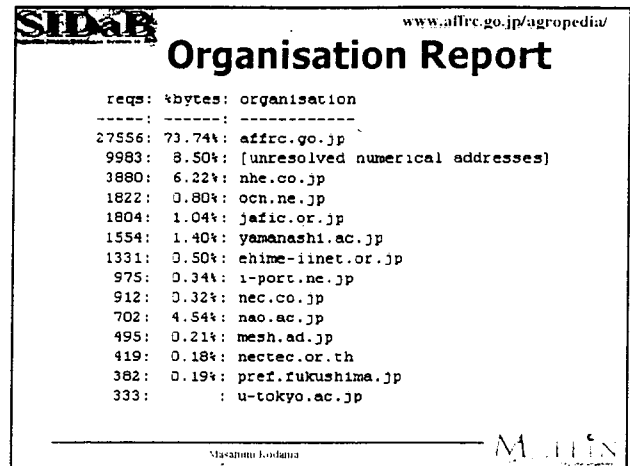 SIDaB
www.affrc.go.jp/agropedia/
Organisation Report
reqs: %bytes: organisation
-----: ------: ------------
27556: 73.74%: affrc.go.jp
9983: 8.50%: [unresolved numerical addresses]
3880: 6.22%: nhe.co.jp
1822: 0.80%: ocn.ne.jp
1804: 1.04%: jafic.or.jp
1554: 1.40%: yamanashi.ac.jp
1331: 0.50%: ehime-iinet.or.jp
975: 0.34%: i-port.ne.jp
912: 0.32%: nec.co.jp
702: 4.54%: nao.ac.jp
495: 0.21%: mesh.ad.jp
419: 0.18%: nectec.or.th
382: 0.19%: pref.fukushima.jp
333: : u-tokyo.ac.jp